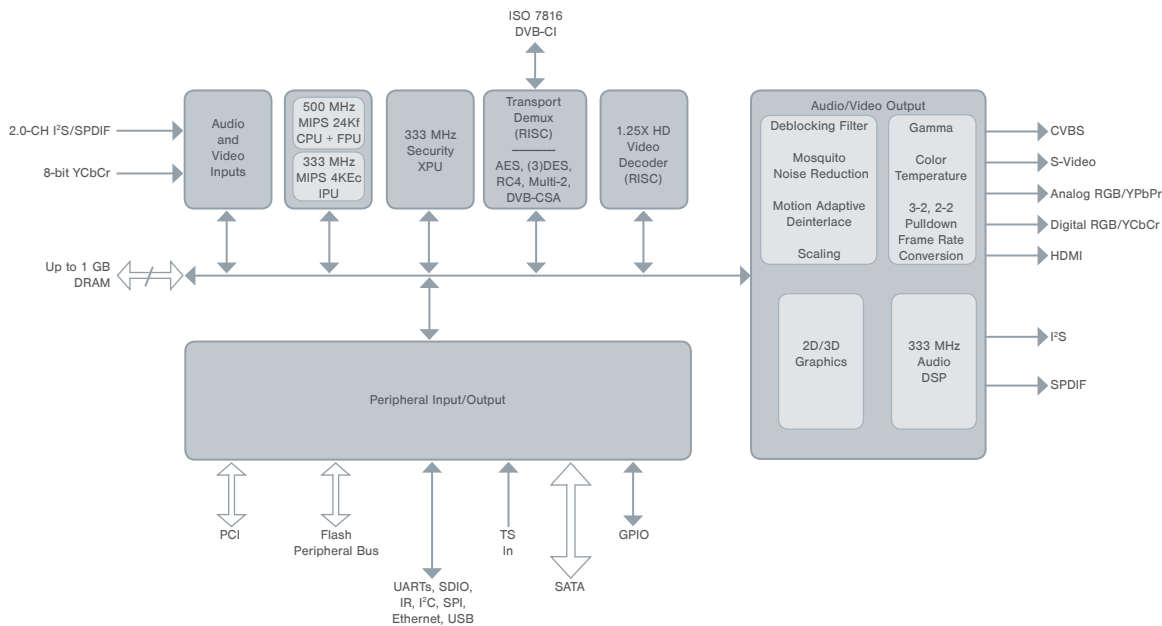 ISO 7816
DVB-CI
2.0-CH I²S/SPDIF
8-bit YCbCr
Audio
and
Video
Inputs
500 MHz
MIPS 24Kf
CPU + FPU
333 MHz
MIPS 4KEc
IPU
333 MHz
Security
XPU
Transport
Demux
(RISC)
AES, (3)DES,
RC4, Multi-2,
DVB-CSA
1.25X HD
Video
Decoder
(RISC)
Audio/Video Output
Deblocking Filter
Mosquito
Noise Reduction
Motion Adaptive
Deinterlace
Scaling
Gamma
Color
Temperature
3-2, 2-2
Pulldown
Frame Rate
Conversion
2D/3D
Graphics
333 MHz
Audio
DSP
CVBS
S-Video
Analog RGB/YPbPr
Digital RGB/YCbCr
HDMI
I²S
SPDIF
Up to 1 GB
DRAM
Peripheral Input/Output
PCI
Flash
Peripheral Bus
UARTs, SDIO,
IR, I²C, SPI,
Ethernet, USB
TS
In
SATA
GPIO